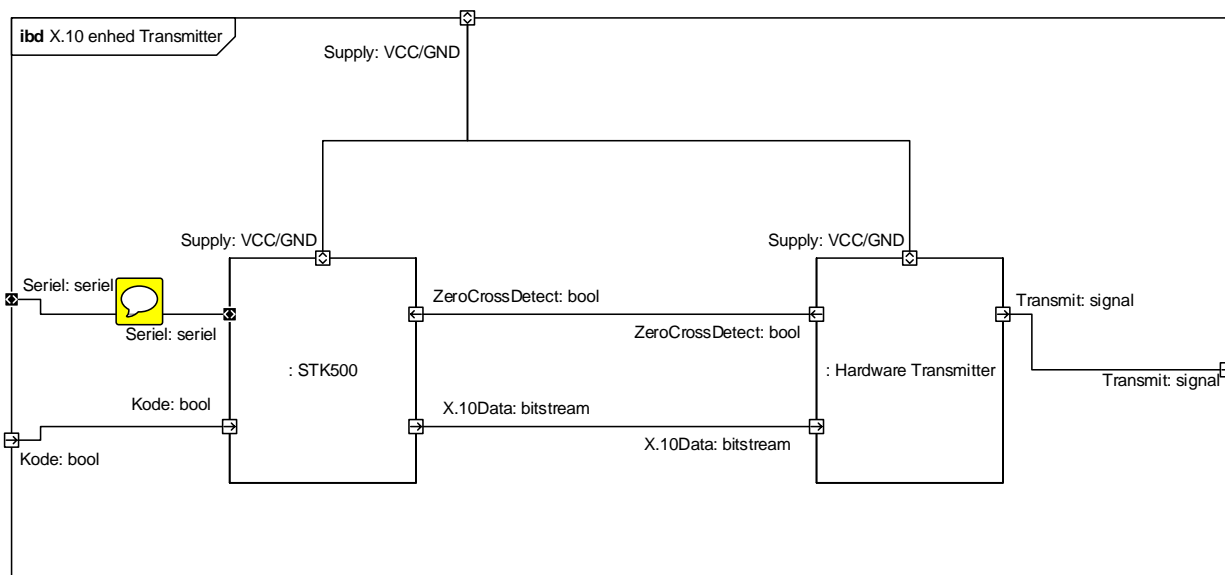 ibd X.10 enhed Transmitter
Supply: VCC/GND
Supply: VCC/GND
Supply: VCC/GND
Seriel: seriel
Seriel: seriel
ZeroCrossDetect: bool
ZeroCrossDetect: bool
Transmit: signal
Transmit: signal
: STK500
: Hardware Transmitter
Kode: bool
Kode: bool
X.10Data: bitstream
X.10Data: bitstream